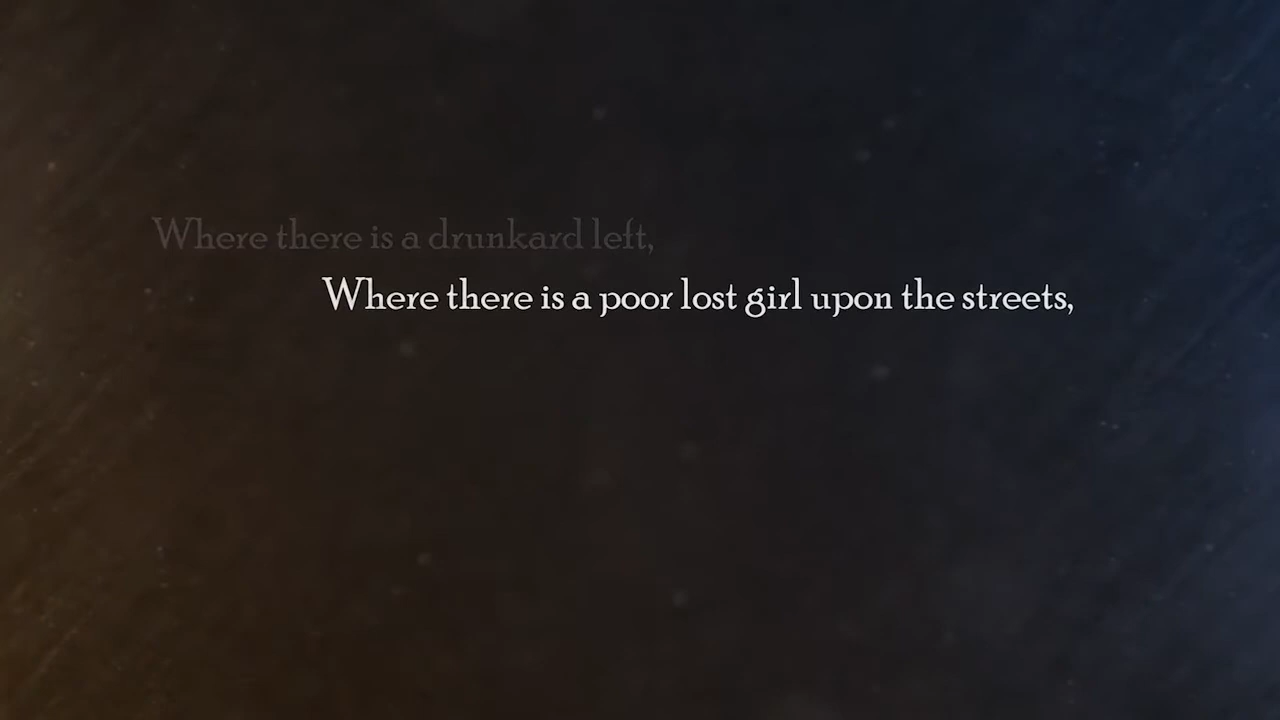 Where there is a drunkard left,
Where there is a poor lost girl upon the streets,